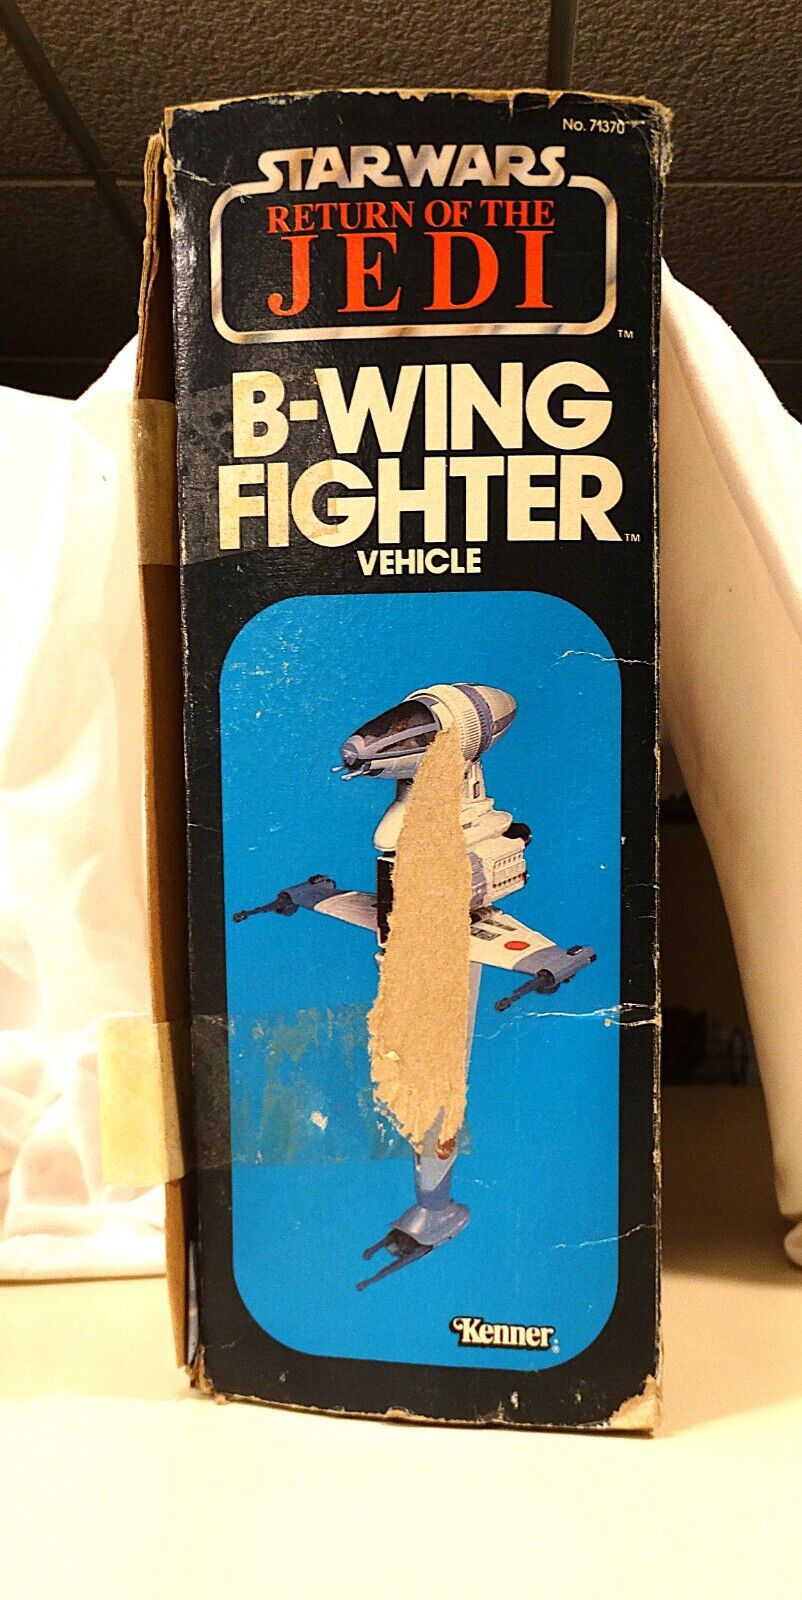 No. 71370
STAR WARS
RETURN OF THE
JEDI
TM
B-WING
FIGHTER
TM
VEHICLE
Kenner®